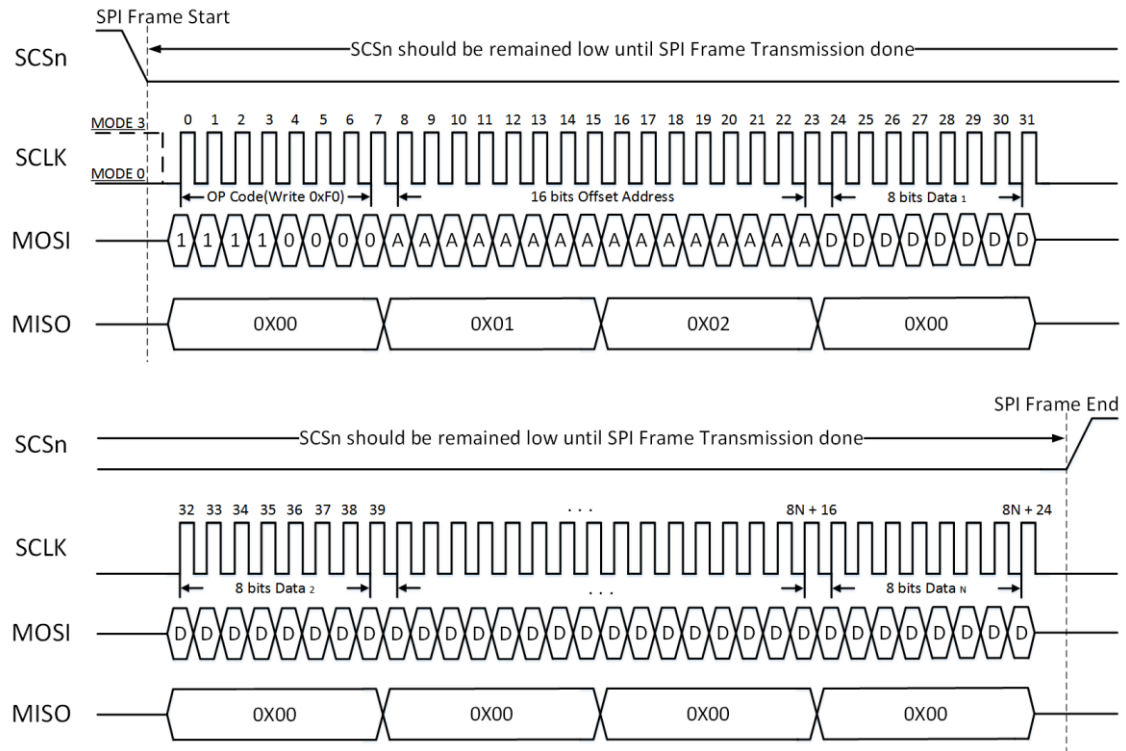 SPI Frame Start
SCSn
SCSn should be remained low until SPI Frame Transmission done
MODE 3
0 1 2 3 4 5 6 7 8 9 10 11 12 13 14 15 16 17 18 19 20 21 22 23 24 25 26 27 28 29 30 31
SCLK
MODE 0
OP Code(Write 0xF0) 16 bits Offset Address 8 bits Data 1
MOSI 1 1 1 1 0 0 0 0 A A A A A A A A A A A A A A A A D D D D D D D D
MISO 0X00 0X01 0X02 0X00
SPI Frame End
SCSn
SCSn should be remained low until SPI Frame Transmission done
32 33 34 35 36 37 38 39 . . . 8N + 16 8N + 24
SCLK
8 bits Data 2 . . . 8 bits Data N
MOSI D D D D D D D D D D D D D D D D D D D D D D D D D D D D D D D D
MISO 0X00 0X00 0X00 0X00